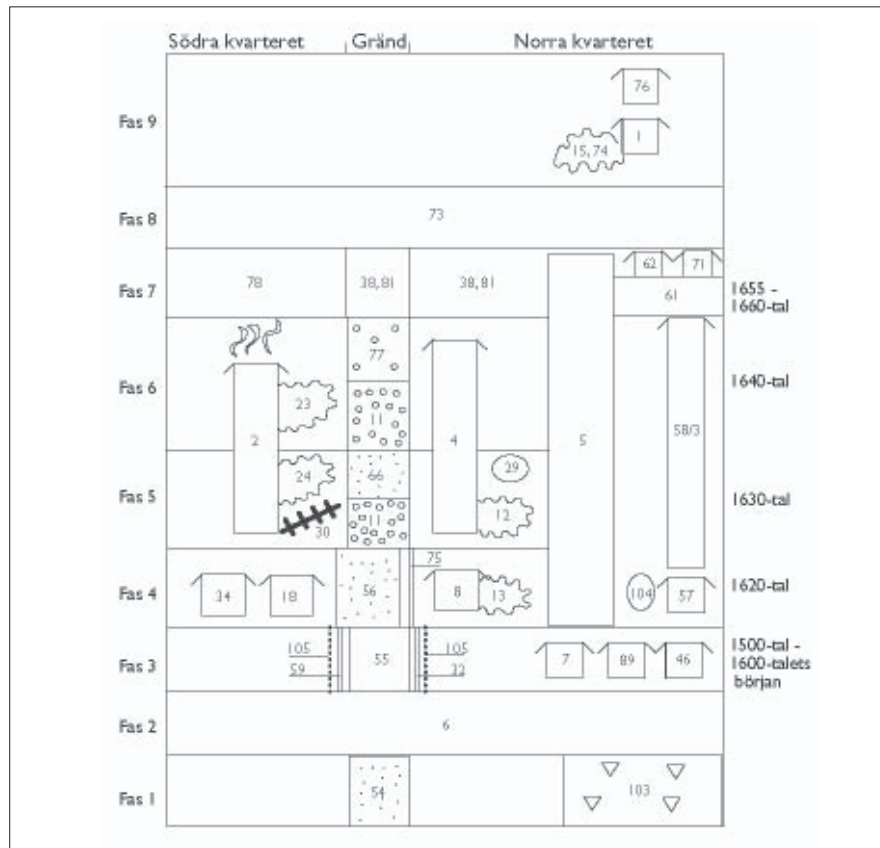 Södra kvarteret
Gränd
Norra kvarteret
Fas 9
76
1
15, 74
Fas 8
73
Fas 7
78
38, 81
38, 81
62
71
61
1655 –
1660-tal
Fas 6
77
23
11
2
4
5
58/3
1640-tal
Fas 5
24
66
29
30
11
12
1630-tal
Fas 4
34
18
56
75
8
13
104
57
1620-tal
Fas 3
105
59
55
105
32
7
89
46
1500-tal –
1600-talets
början
Fas 2
6
Fas 1
54
103